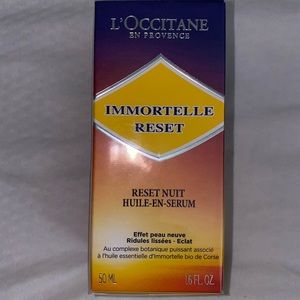 L'OCCITANE
EN PROVENCE
IMMORTELLE
RESET
RESET NUIT
HUILE-EN-SERUM
Effet peau neuve
Ridules lissées - Eclat
Au complexe botanique puissant associé
à l'huile essentielle d'Immortelle bio de Corse
50 ML 1.6 FL. OZ.